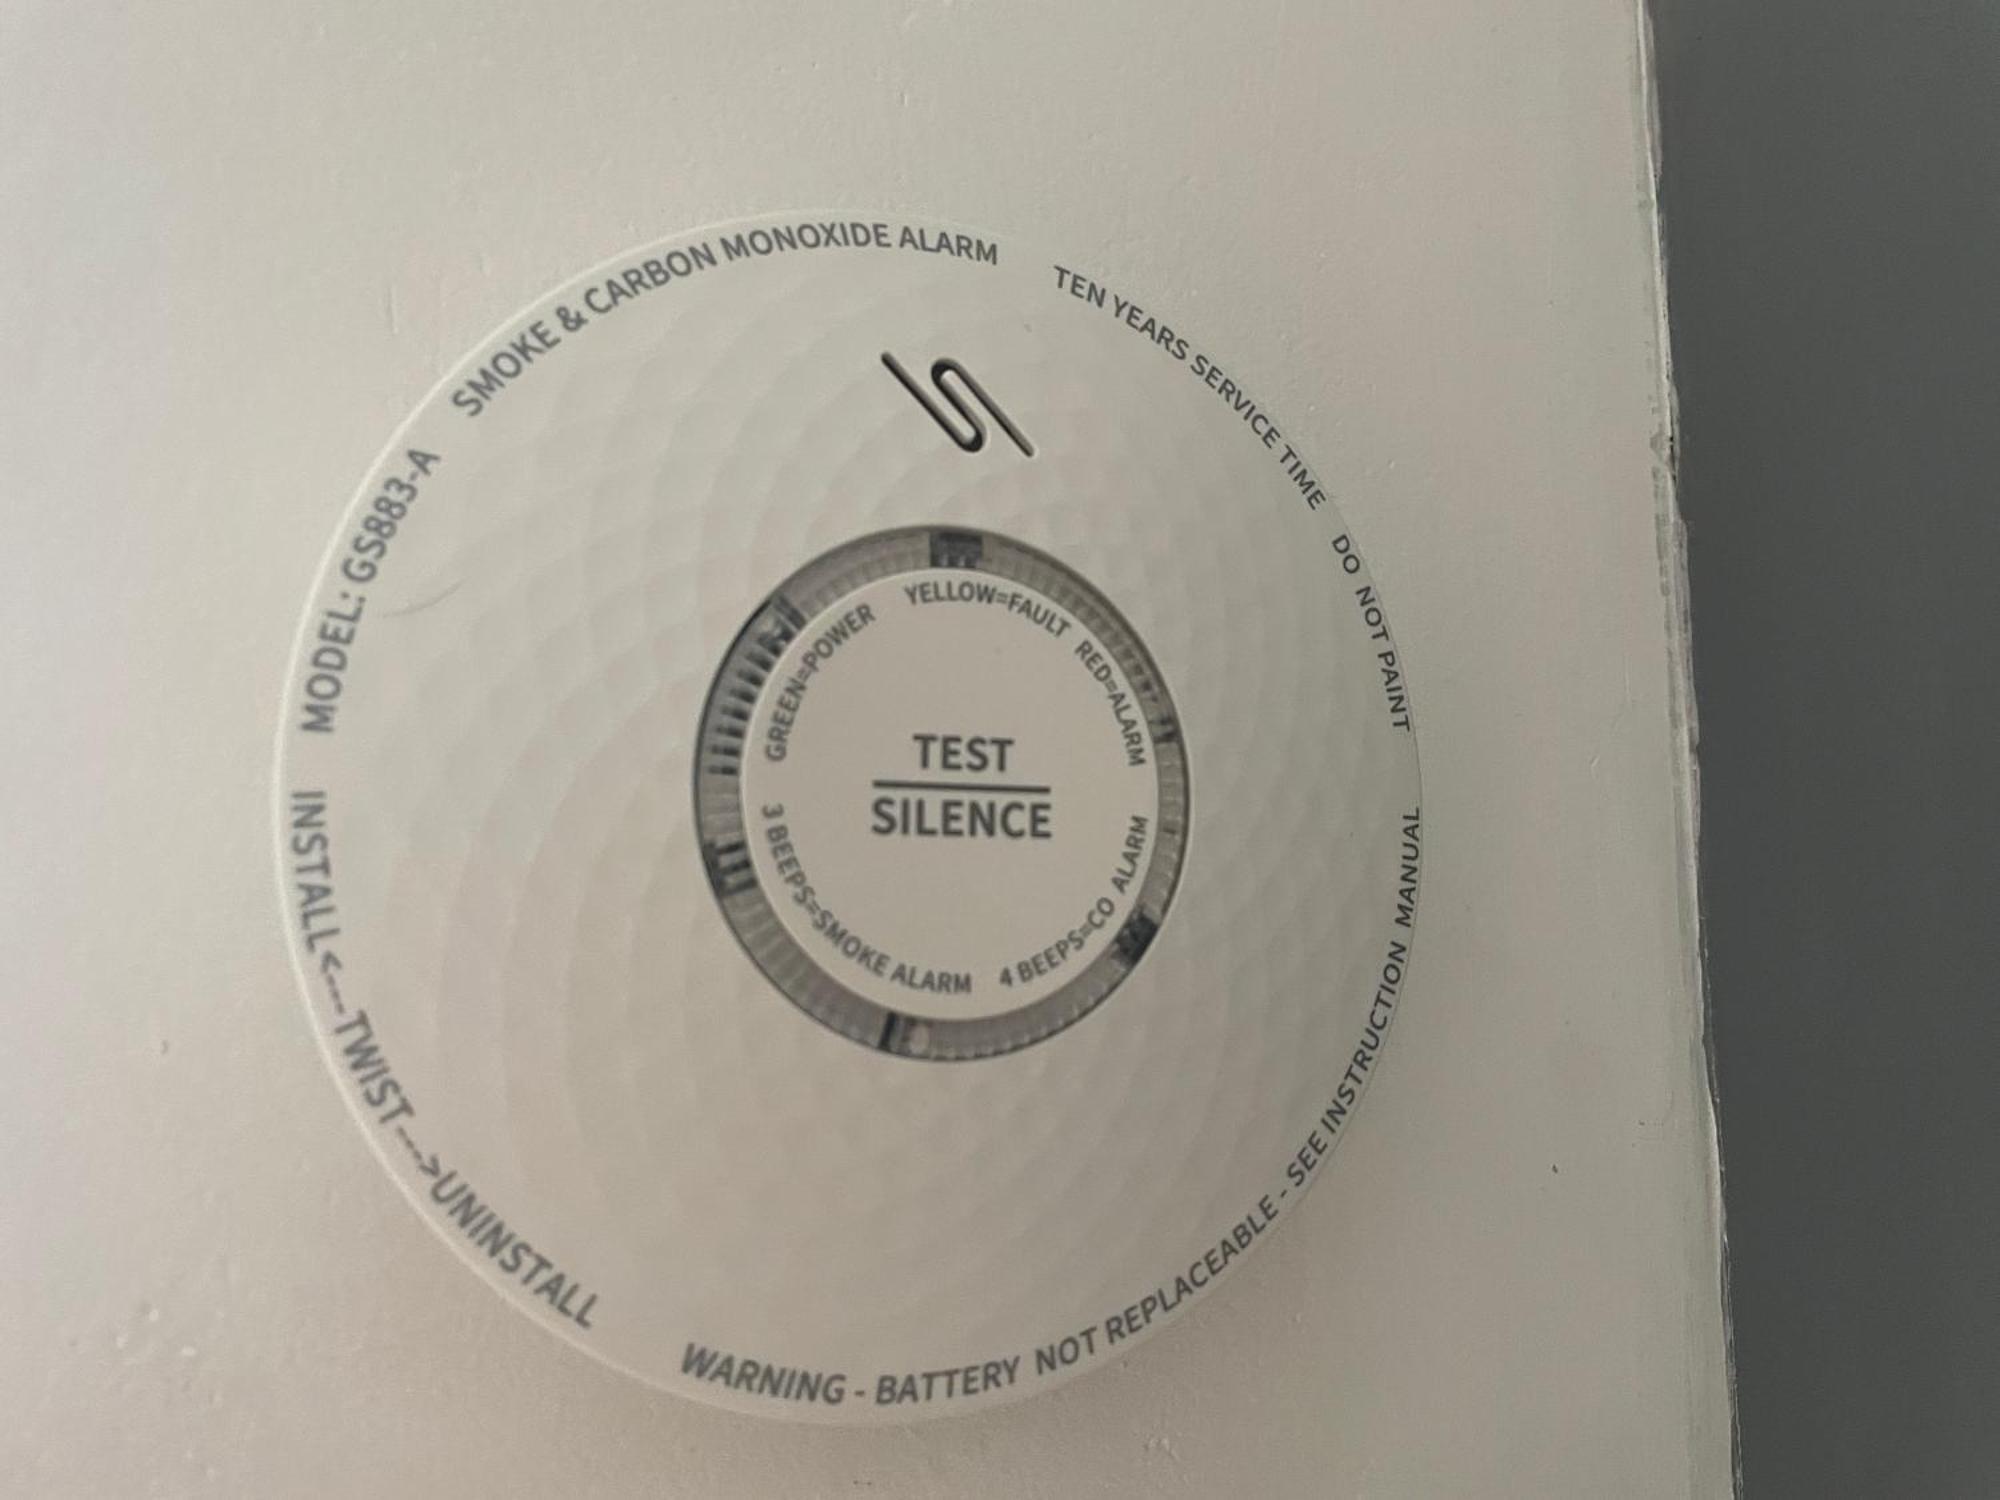 SMOKE & CARBON MONOXIDE ALARM
TEN YEARS SERVICE TIME
DO NOT PAINT
WARNING - BATTERY NOT REPLACEABLE - SEE INSTRUCTION MANUAL
INSTALL<----TWIST---->UNINSTALL
MODEL: GS883-A
GREEN=POWER
YELLOW=FAULT
RED=ALARM
TEST
SILENCE
3 BEEPS=SMOKE ALARM
4 BEEPS=CO ALARM